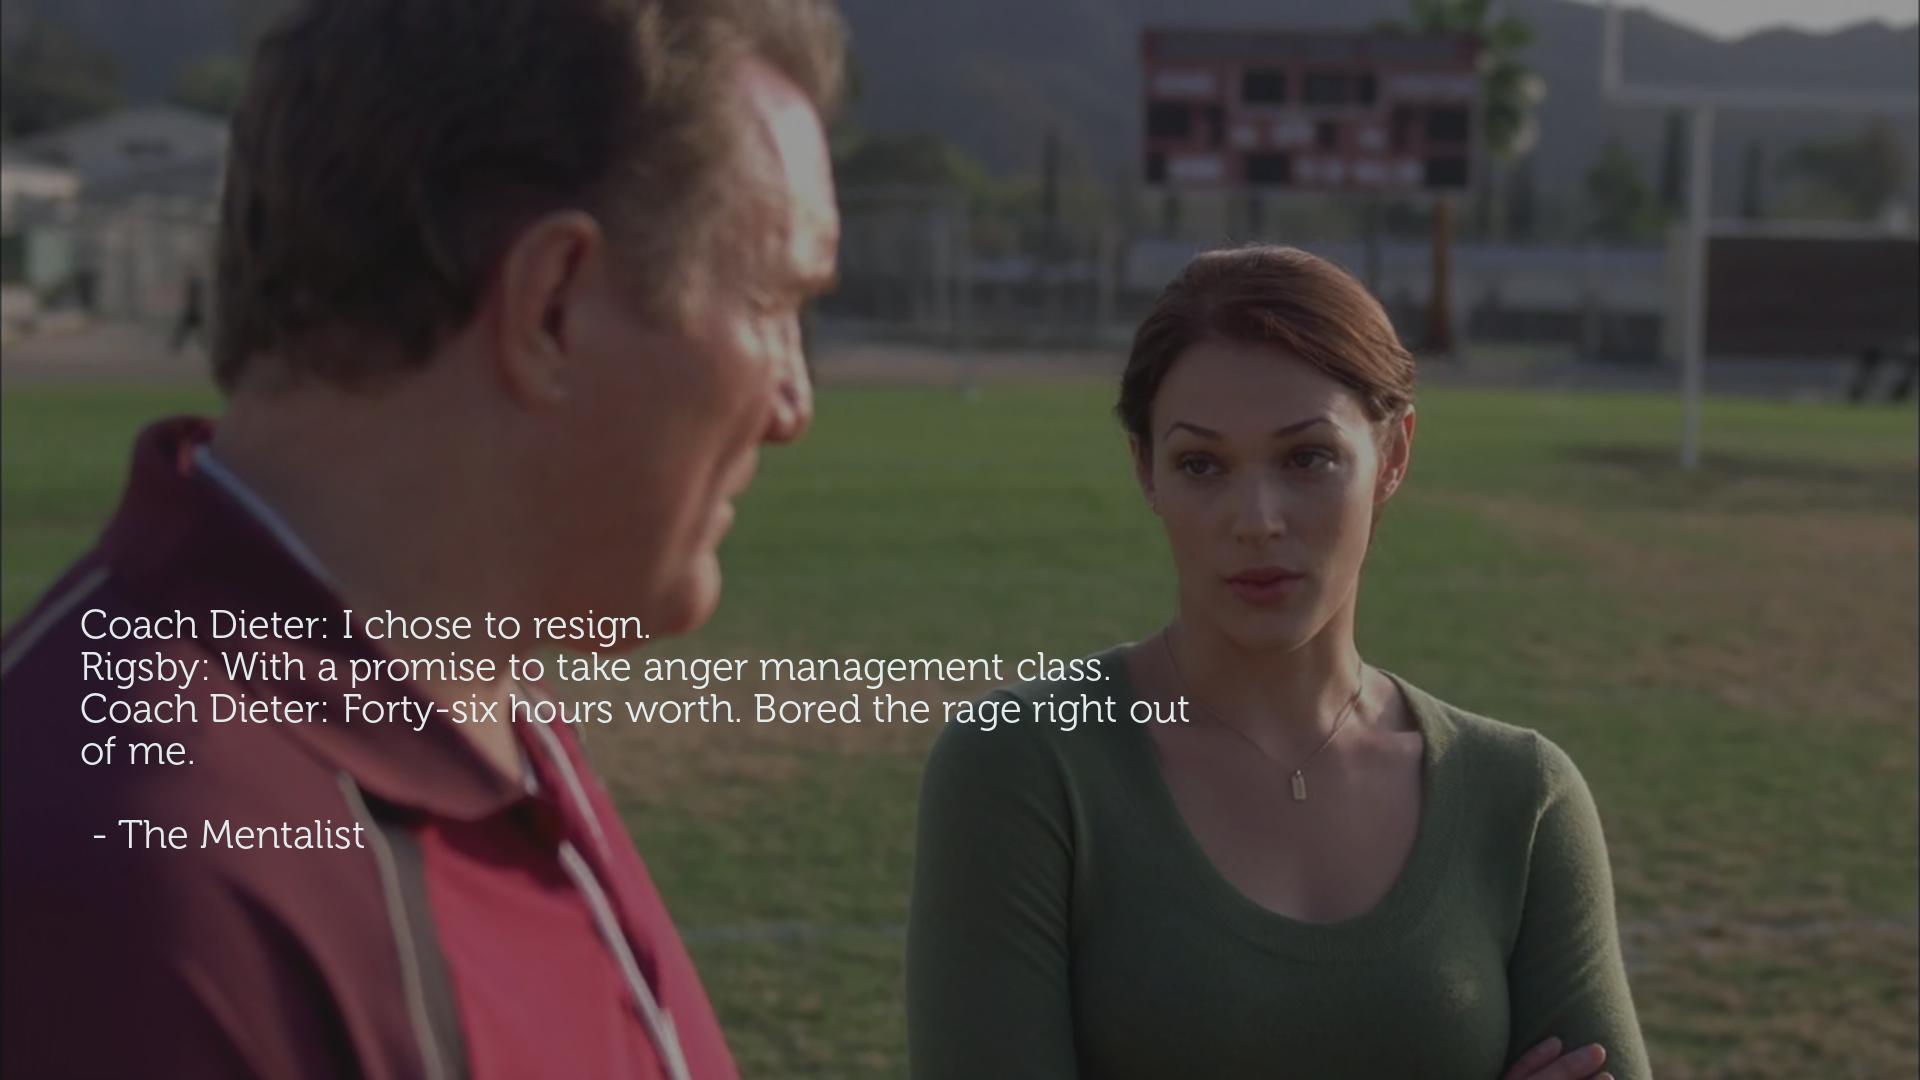 Coach Dieter: I chose to resign.
Rigsby: With a promise to take anger management class.
Coach Dieter: Forty-six hours worth. Bored the rage right out
of me.
- The Mentalist